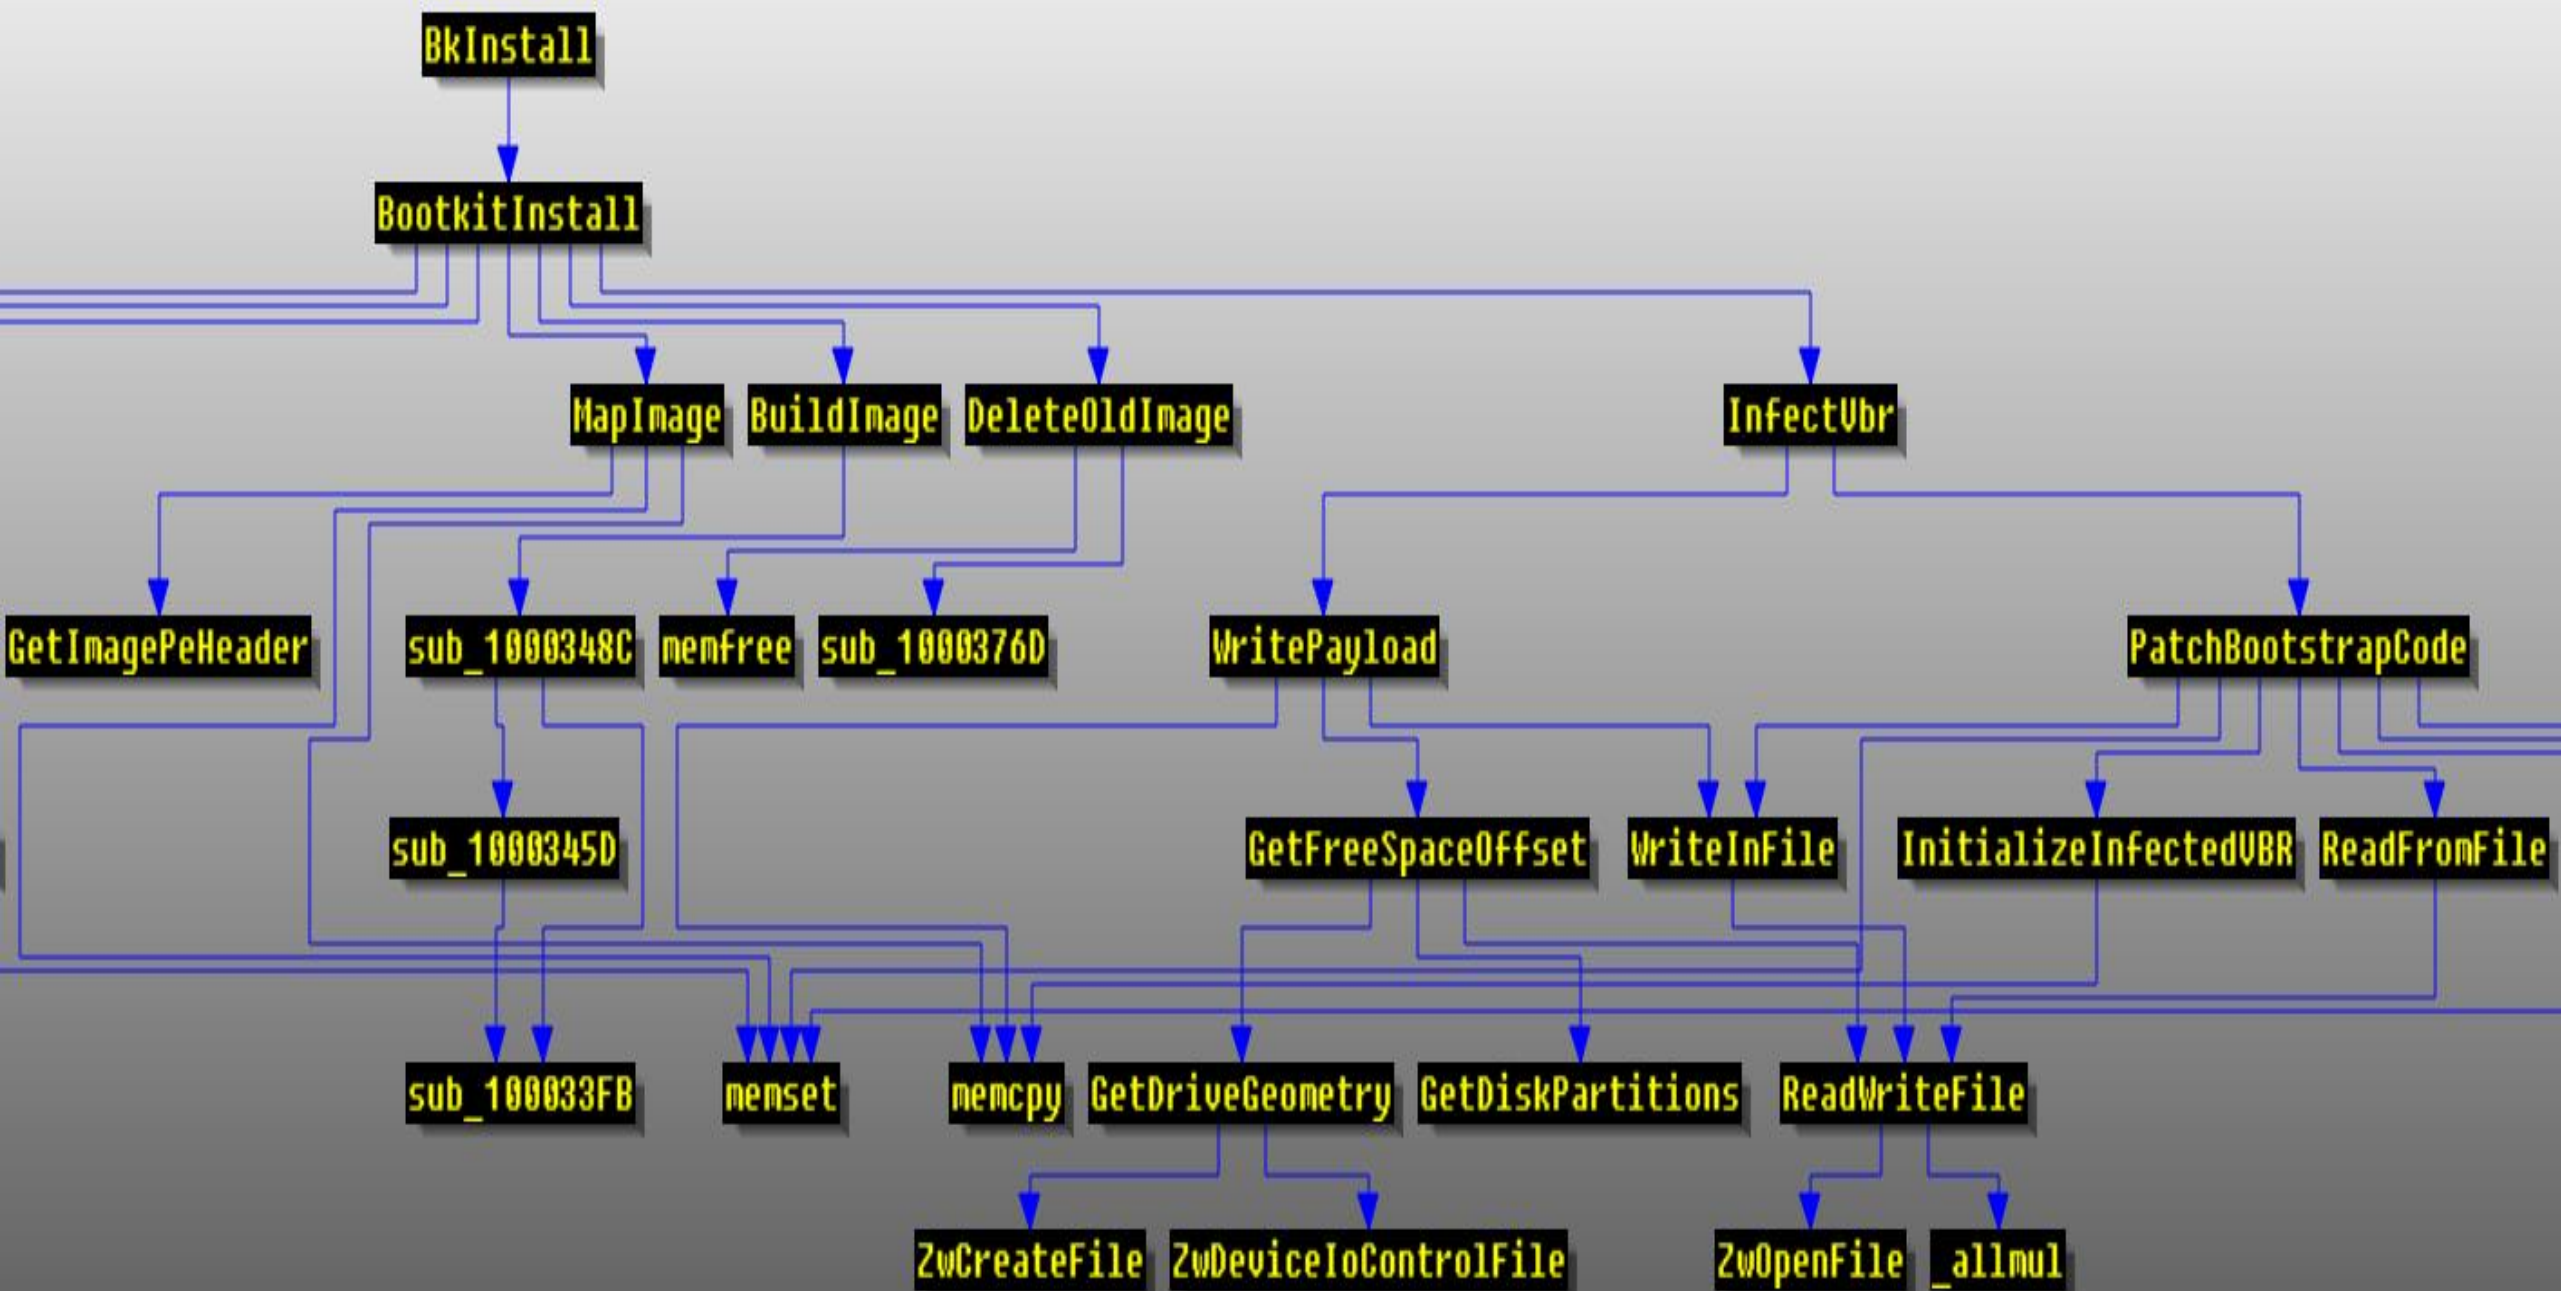 BkInstall
BootkitInstall
MapImage
BuildImage
DeleteOldImage
InfectVbr
GetImagePeHeader
sub_1000348C
memfree
sub_1000376D
WritePayload
PatchBootstrapCode
sub_1000345D
GetFreeSpaceOffset
WriteInFile
InitializeInfectedVBR
ReadFromFile
sub_100033FB
memset
memcpy
GetDriveGeometry
GetDiskPartitions
ReadWriteFile
ZwCreateFile
ZwDeviceIoControlFile
ZwOpenFile
_allmul